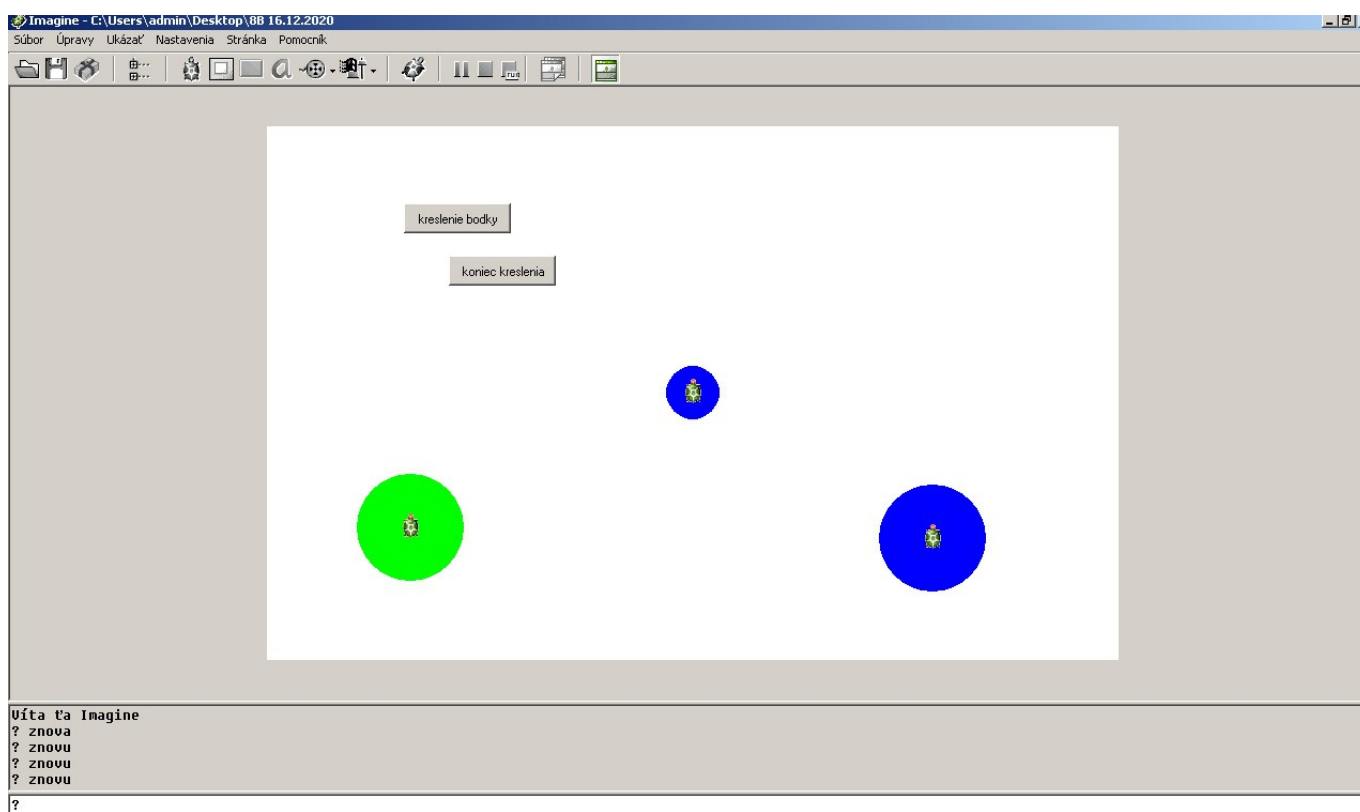 Imagine - C:\Users\admin\Desktop\8B 16.12.2020
Súbor Úpravy Ukázať Nastavenia Stránka Pomocník
run
kreslenie bodky
koniec kreslenia
Víta ťa Imagine
? znova
? znovu
? znovu
? znovu
?